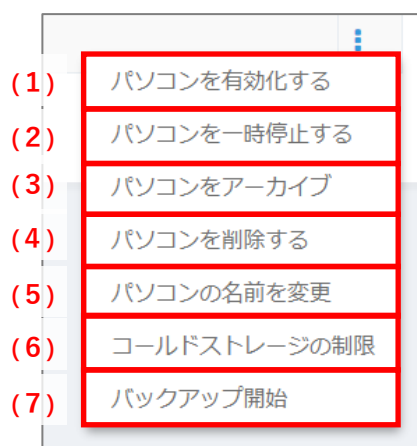 (1) パソコンを有効化する
(2) パソコンを一時停止する
(3) パソコンをアーカイブ
(4) パソコンを削除する
(5) パソコンの名前を変更
(6) コールドストレージの制限
(7) バックアップ開始